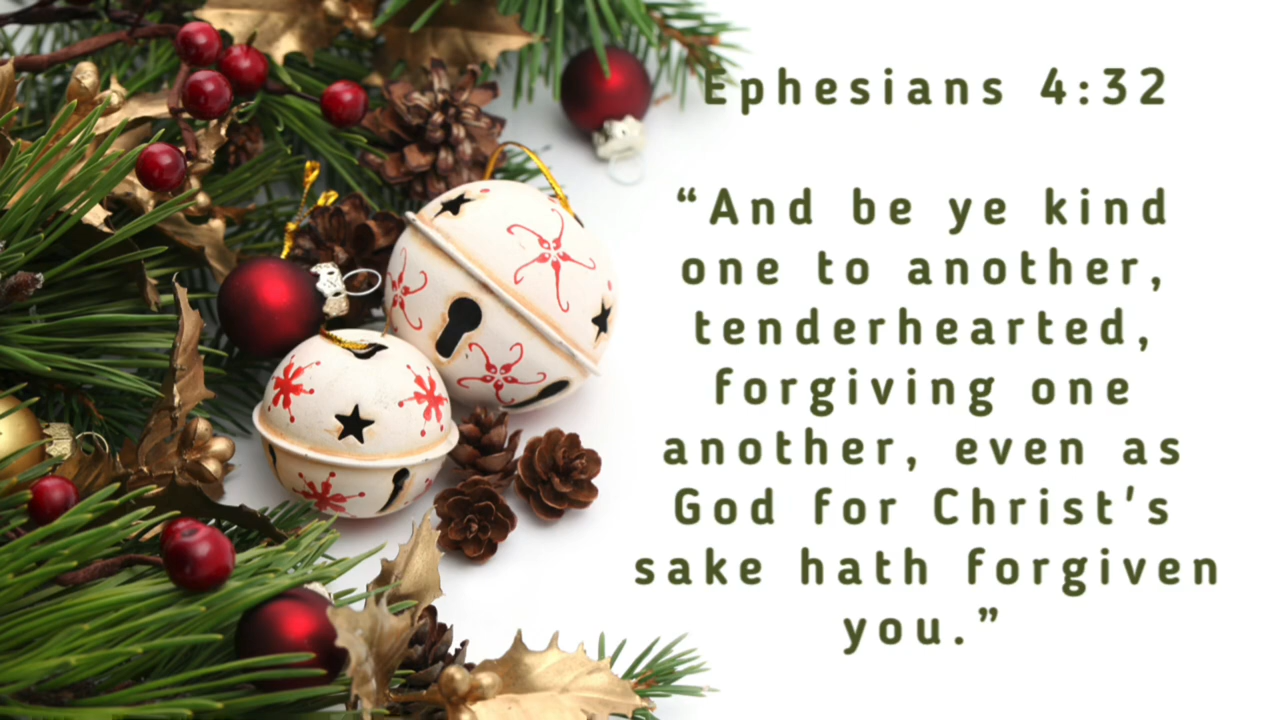 Ephesians 4:32
“And be ye kind
one to another,
tenderhearted,
forgiving one
another, even as
God for Christ's
sake hath forgiven
you.”